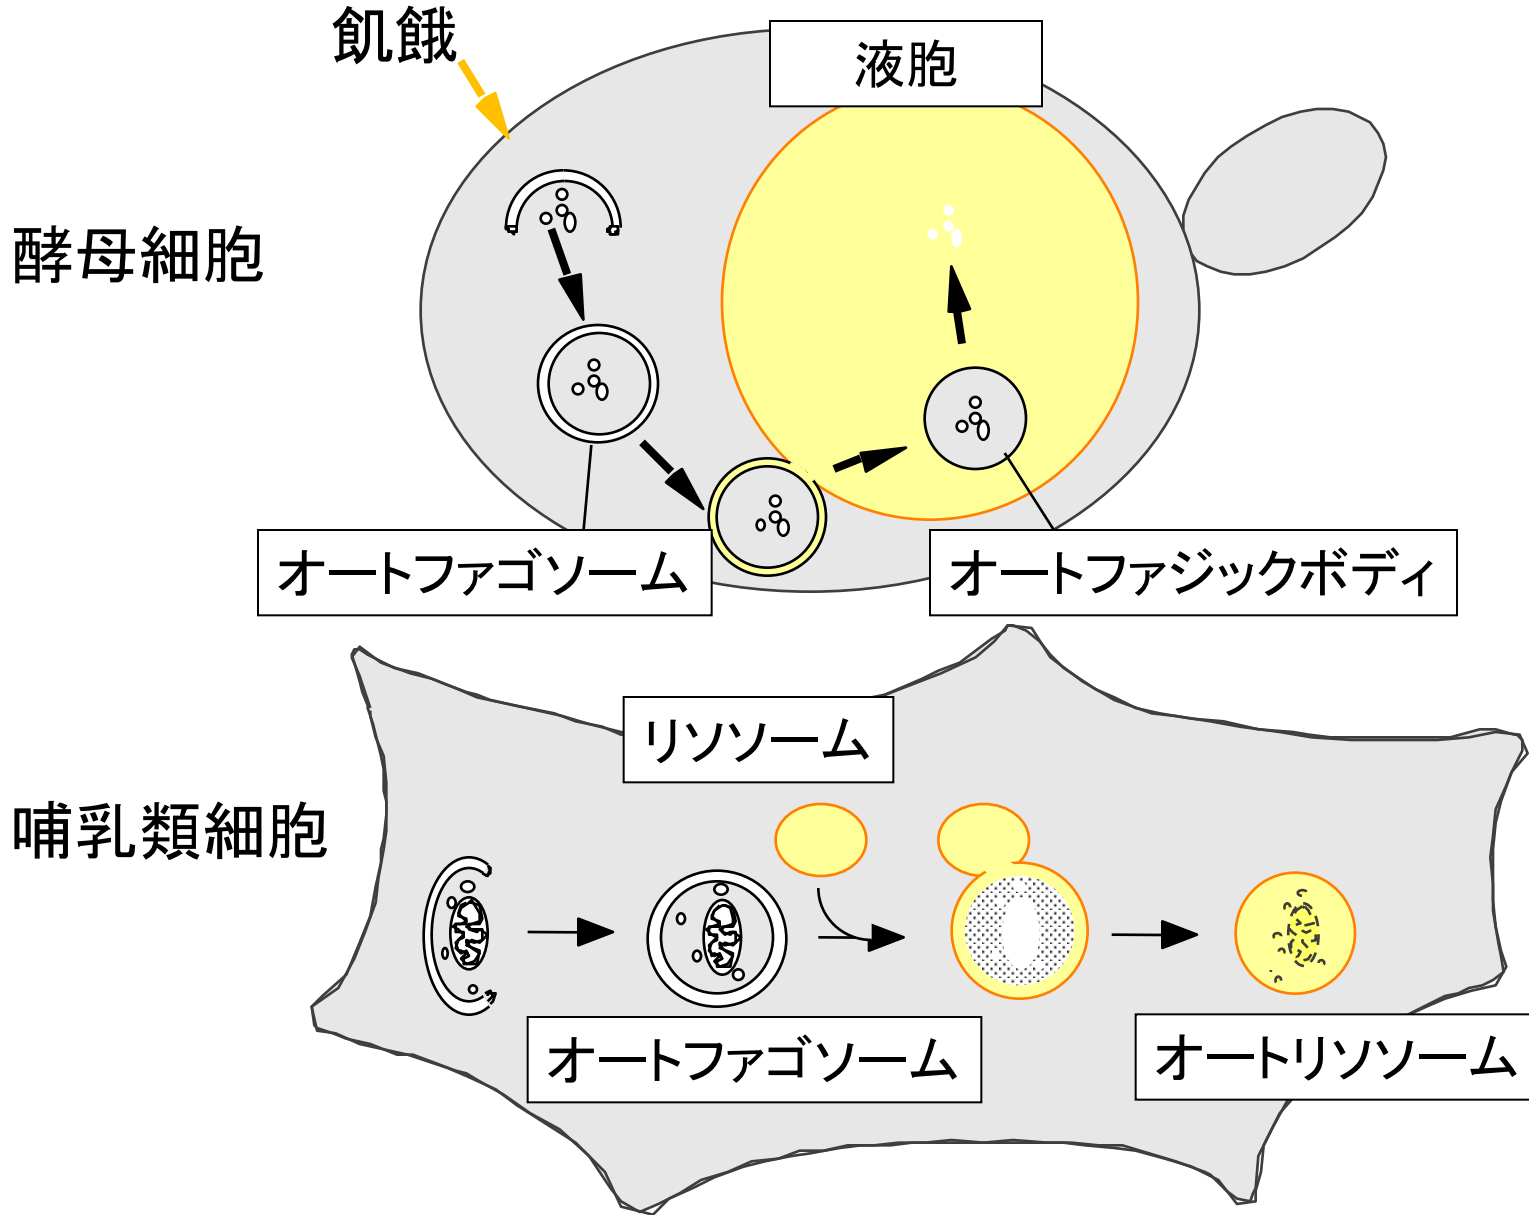 飢餓
液胞
酵母細胞
オートファゴソーム
オートファジックボディ
リソソーム
哺乳類細胞
オートファゴソーム
オートリソソーム